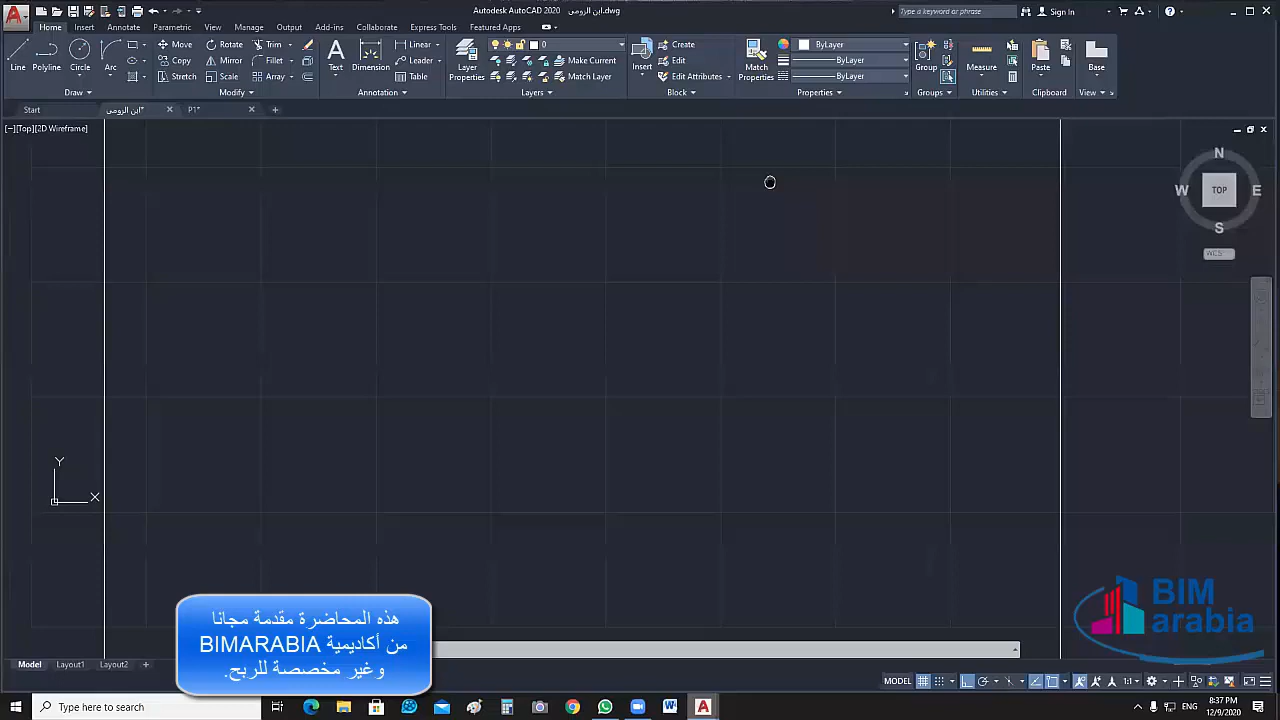 Autodesk AutoCAD 2020 ابن الرومى.dwg
Type a keyword or phrase
Sign In
Home Insert Annotate Parametric View Manage Output Collaborate Express Tools Featured Apps
Line Polyline Circle Arc
Move Rotate Trim
Copy Mirror Fillet
Stretch Scale Array
Text Dimension
Linear
Leader
Table
Layer Properties
0
Make Current
Match Layer
Insert
Create
Edit
Edit Attributes
Match Properties
ByLayer
ByLayer
ByLayer
Group
Measure
Paste
Base
Draw Modify Annotation Layers Block Properties Groups Utilities Clipboard View
Start ابن الرومى* P1*
[−][Top][2D Wireframe]
N
W TOP E
S
Y
X
هذه المحاضرة مقدمة مجانا
من أكاديمية BIMARABIA
وغير مخصصة للربح.
BIM
arabia
Model Layout1 Layout2 +
MODEL 1:1
Type here to search
ENG
8:37 PM
12/9/2020